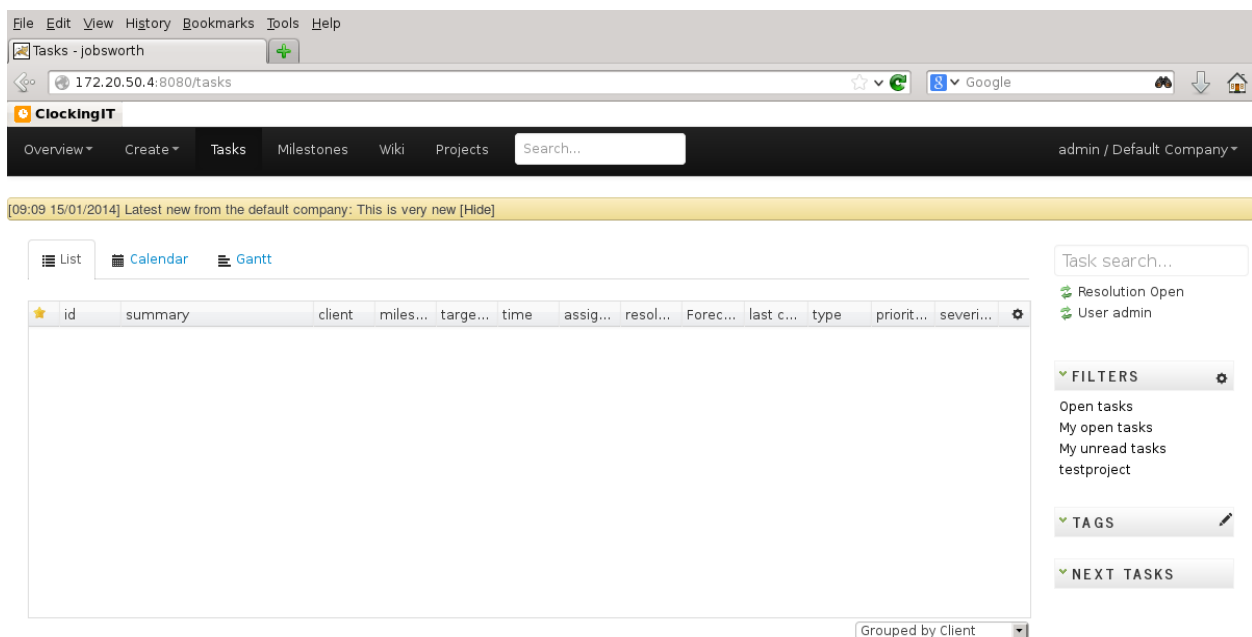 File Edit View History Bookmarks Tools Help
Tasks - jobsworth
172.20.50.4:8080/tasks
Google
ClockingIT
Overview Create Tasks Milestones Wiki Projects Search... admin / Default Company
[09:09 15/01/2014] Latest new from the default company: This is very new [Hide]
List Calendar Gantt
id summary client miles... targe... time assig... resol... Forec... last c... type priorit... severi...
Grouped by Client
Task search...
Resolution Open
User admin
FILTERS
Open tasks
My open tasks
My unread tasks
testproject
TAGS
NEXT TASKS